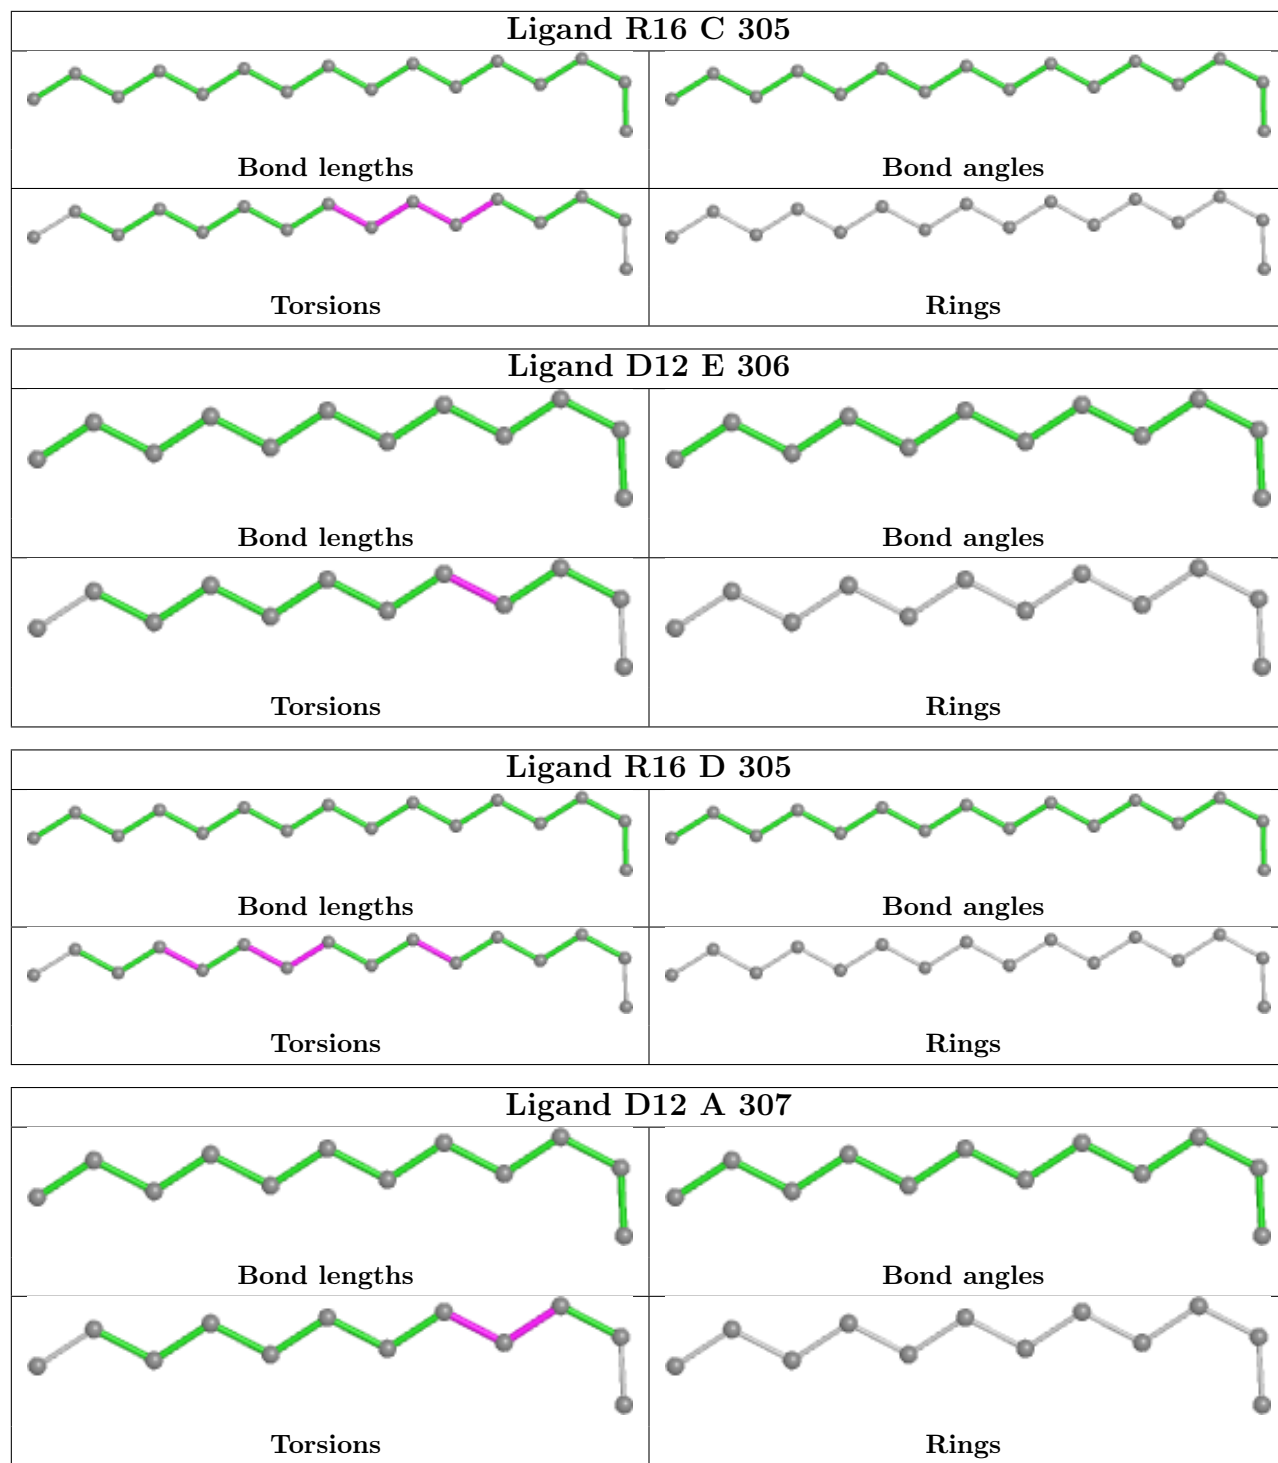 Ligand R16 C 305
Bond lengths
Bond angles
Torsions
Rings
Ligand D12 E 306
Bond lengths
Bond angles
Torsions
Rings
Ligand R16 D 305
Bond lengths
Bond angles
Torsions
Rings
Ligand D12 A 307
Bond lengths
Bond angles
Torsions
Rings